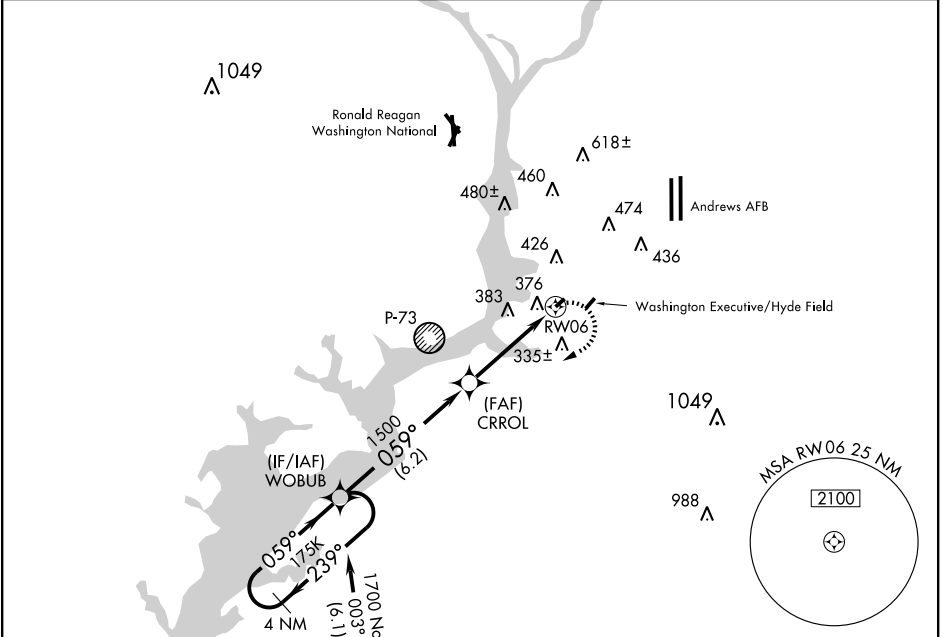 1049
Ronald Reagan
Washington National
618±
460
480±
474
Andrews AFB
426
436
376
383
Washington Executive/Hyde Field
P-73
RW06
335±
(FAF)
CRROL
1049
1500
059°
(6.2)
(IF/IAF)
WOBUB
MSA RW06 25 NM
2100
988
059°
175K
239°
4 NM
1700
003°
(6.1)